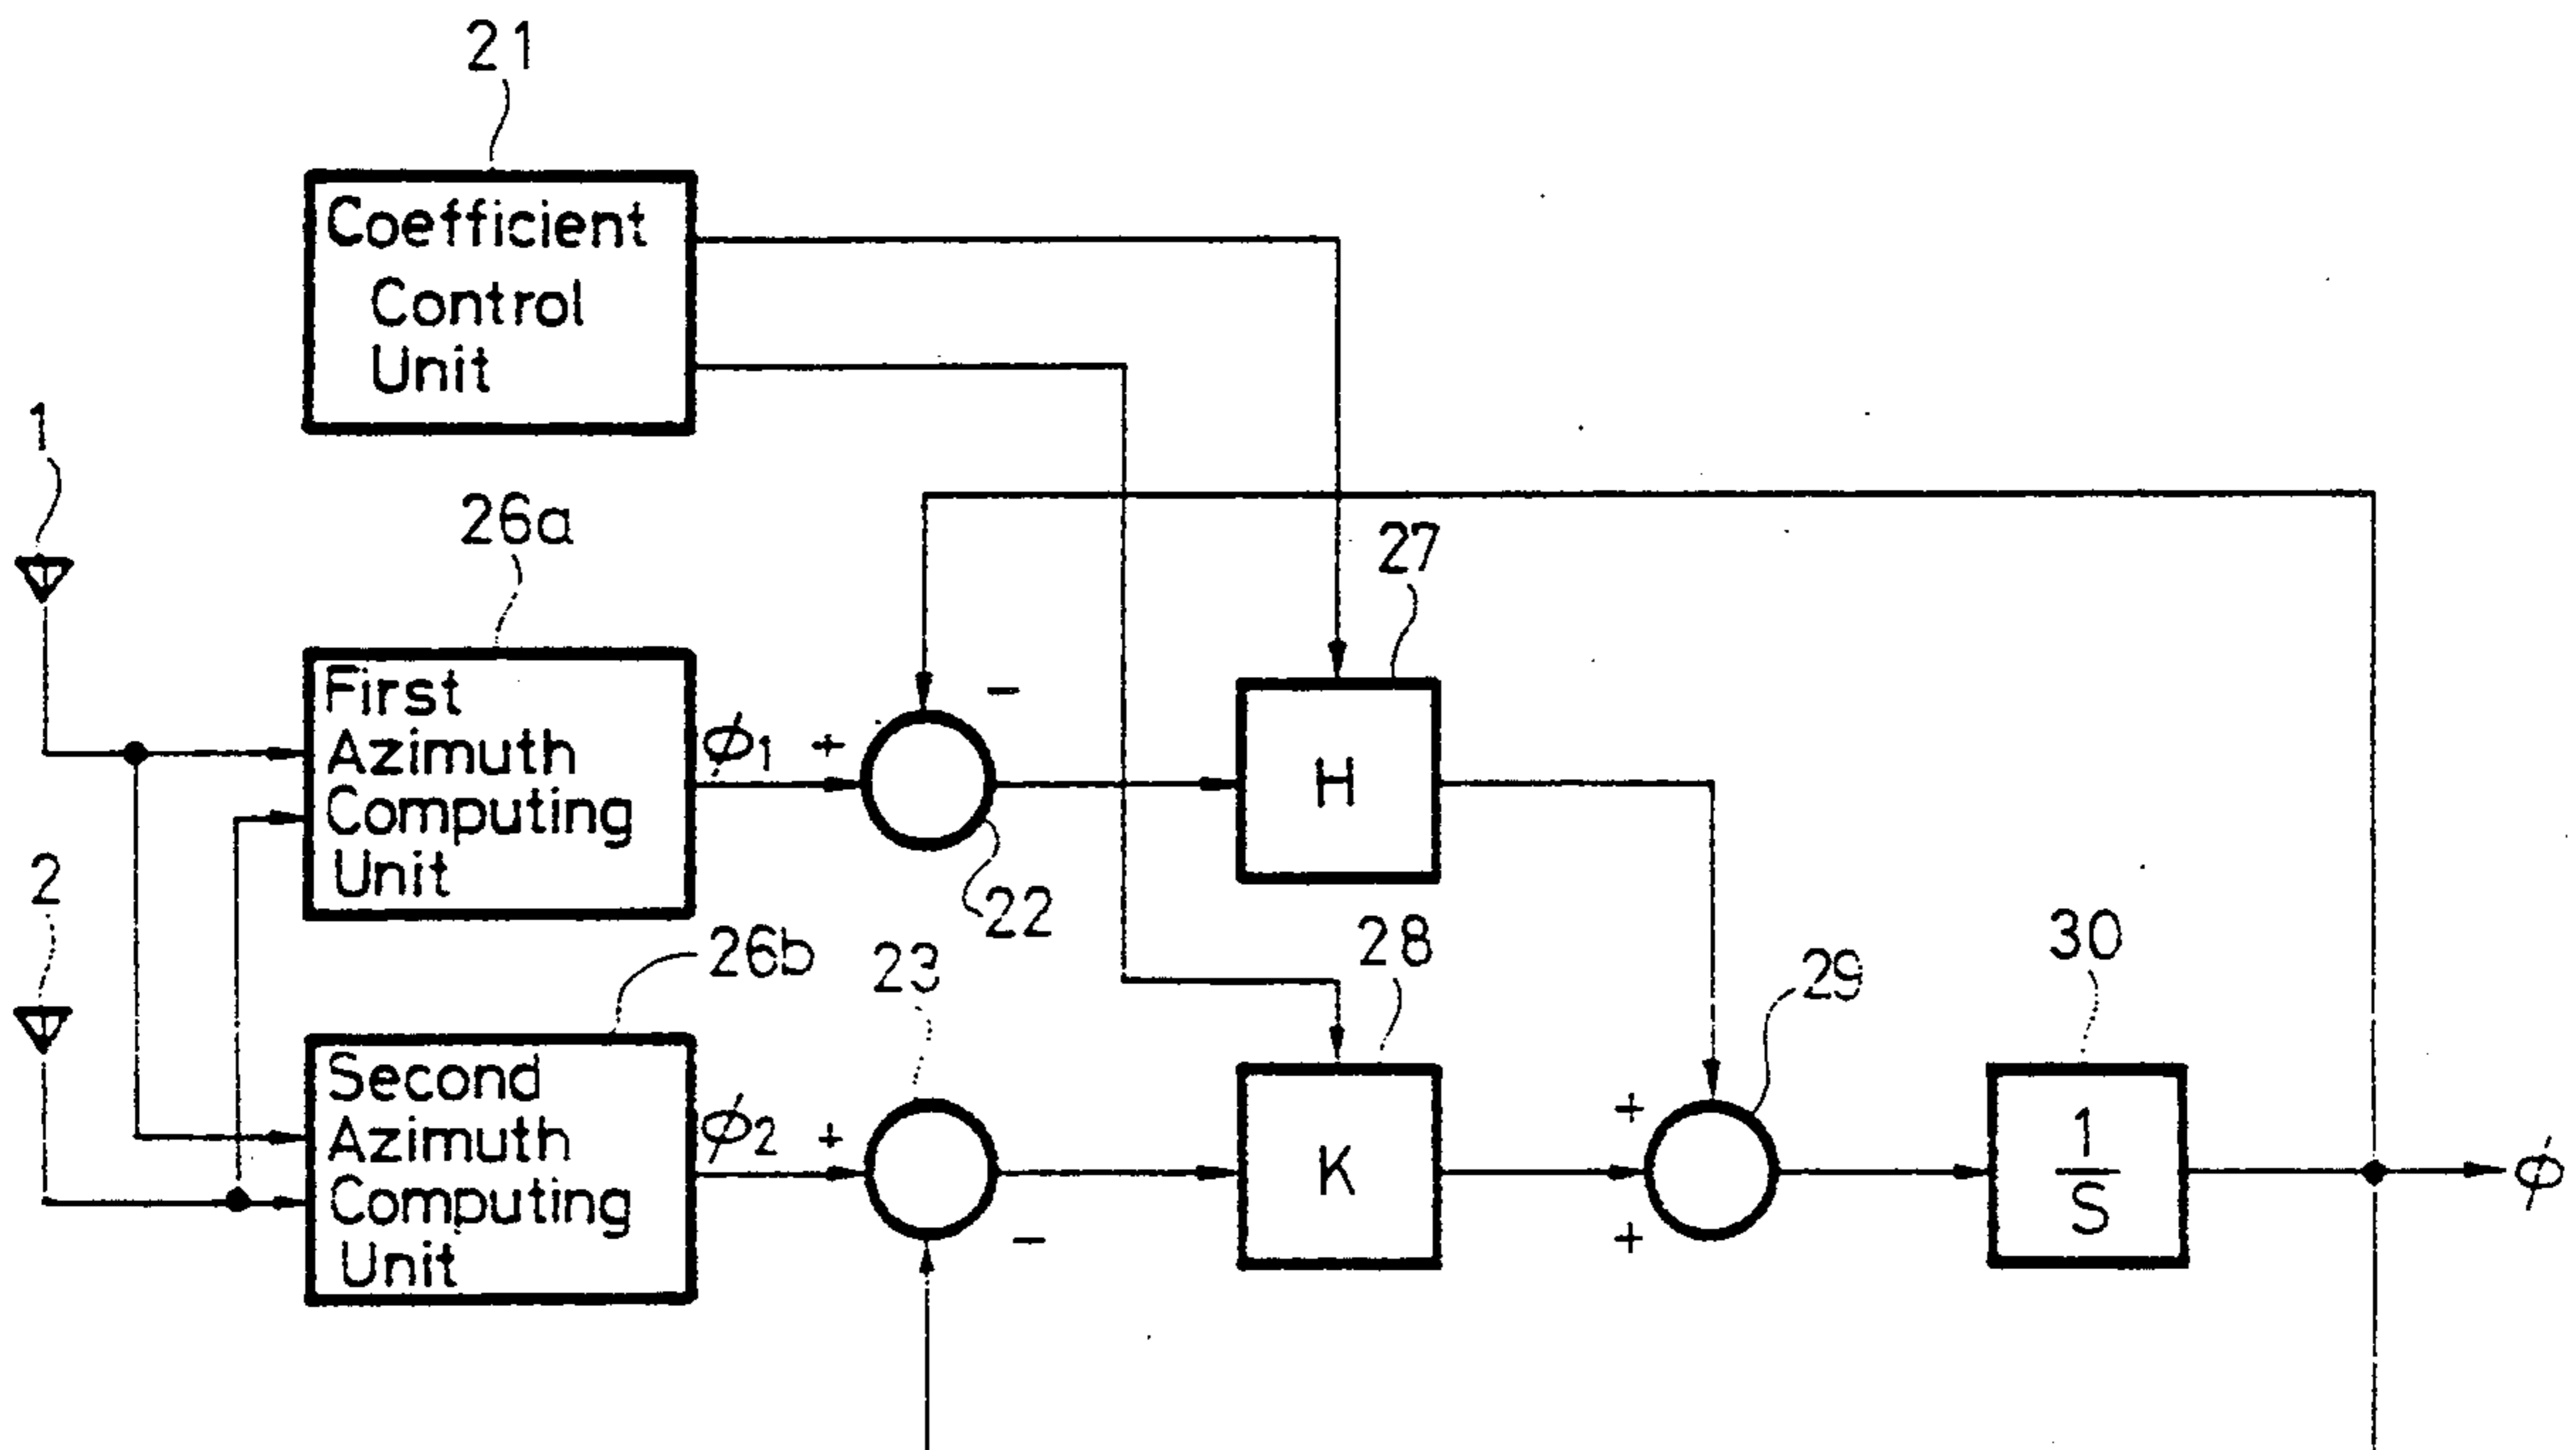 21
Coefficient
Control
Unit
1
26a
27
First
Azimuth
Computing
Unit
ϕ1
+
−
H
22
2
26b
23
28
29
30
Second
Azimuth
Computing
Unit
ϕ2
+
−
K
+
+
1
S
ϕ